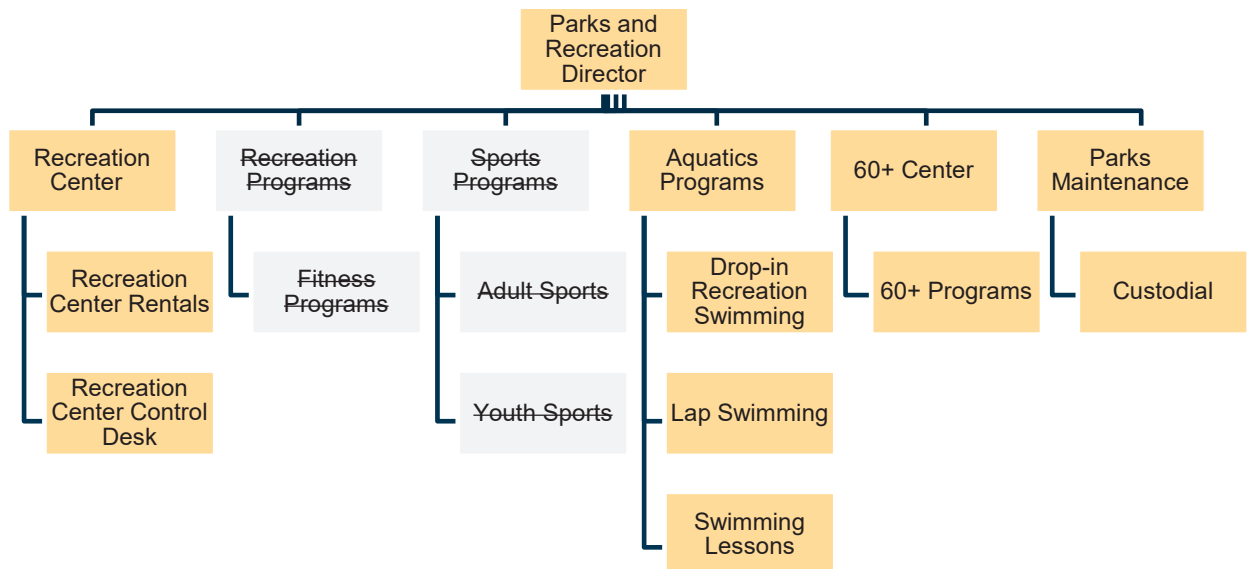 Parks and
Recreation
Director
Recreation
Center
Recreation
Programs
Sports
Programs
Aquatics
Programs
60+ Center
Parks
Maintenance
Recreation
Center Rentals
Fitness
Programs
Adult Sports
Drop-in
Recreation
Swimming
60+ Programs
Custodial
Recreation
Center Control
Desk
Youth Sports
Lap Swimming
Swimming
Lessons